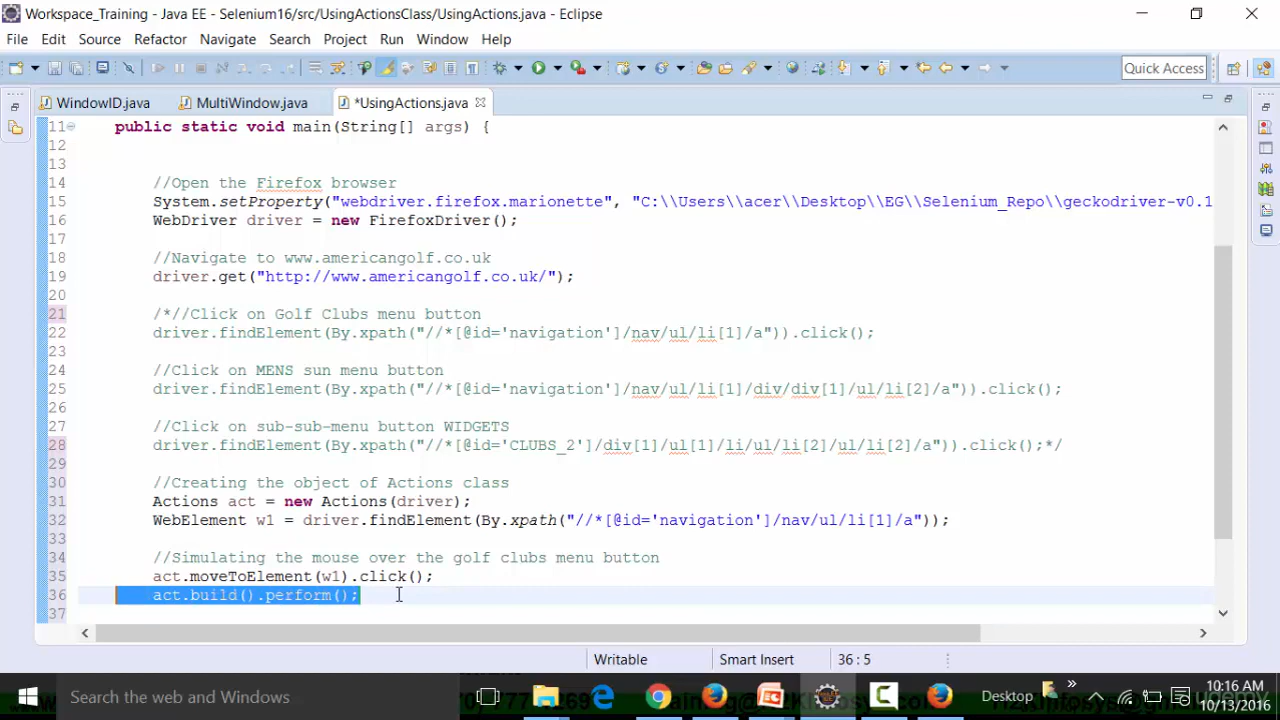 Workspace_Training - Java EE - Selenium16/src/UsingActionsClass/UsingActions.java - Eclipse
File Edit Source Refactor Navigate Search Project Run Window Help
Quick Access
WindowID.java MultiWindow.java *UsingActions.java
11 public static void main(String[] args) {
12
13
14 //Open the Firefox browser
15 System.setProperty("webdriver.firefox.marionette", "C:\\Users\\acer\\Desktop\\EG\\Selenium_Repo\\geckodriver-v0.1
16 WebDriver driver = new FirefoxDriver();
17
18 //Navigate to www.americangolf.co.uk
19 driver.get("http://www.americangolf.co.uk/");
20
21 /*//Click on Golf Clubs menu button
22 driver.findElement(By.xpath("//*[@id='navigation']/nav/ul/li[1]/a")).click();
23
24 //Click on MENS sun menu button
25 driver.findElement(By.xpath("//*[@id='navigation']/nav/ul/li[1]/div/div[1]/ul/li[2]/a")).click();
26
27 //Click on sub-sub-menu button WIDGETS
28 driver.findElement(By.xpath("//*[@id='CLUBS_2']/div[1]/ul[1]/li/ul/li[2]/ul/li[2]/a")).click();*/
29
30 //Creating the object of Actions class
31 Actions act = new Actions(driver);
32 WebElement w1 = driver.findElement(By.xpath("//*[@id='navigation']/nav/ul/li[1]/a"));
33
34 //Simulating the mouse over the golf clubs menu button
35 act.moveToElement(w1).click();
36 act.build().perform();
37
Writable Smart Insert 36 : 5
Search the web and Windows
Desktop
10:16 AM
10/13/2016